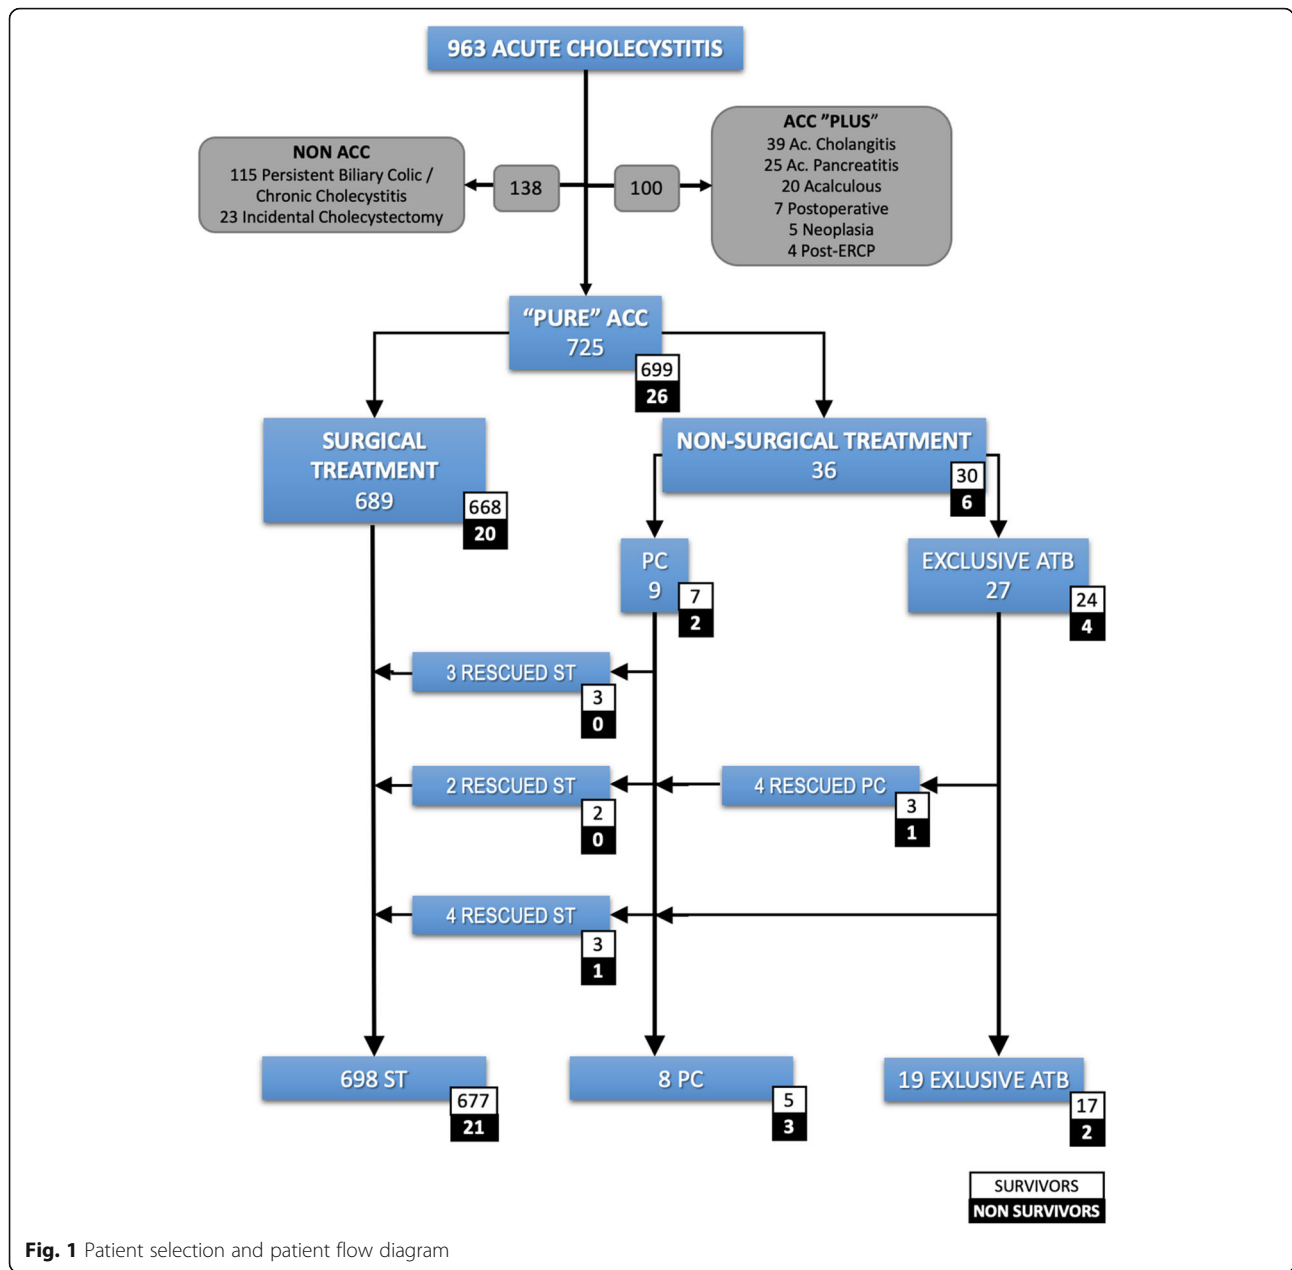 963 ACUTE CHOLECYSTITIS
NON ACC
115 Persistent Biliary Colic /
Chronic Cholecystitis
23 Incidental Cholecystectomy
138
100
ACC ”PLUS”
39 Ac. Cholangitis
25 Ac. Pancreatitis
20 Acalculous
7 Postoperative
5 Neoplasia
4 Post-ERCP
“PURE” ACC
725
699
26
SURGICAL
TREATMENT
689
668
20
NON-SURGICAL TREATMENT
36
30
6
PC
9
7
2
EXCLUSIVE ATB
27
24
4
3 RESCUED ST
3
0
2 RESCUED ST
2
0
4 RESCUED PC
3
1
4 RESCUED ST
3
1
698 ST
677
21
8 PC
5
3
19 EXLUSIVE ATB
17
2
SURVIVORS
NON SURVIVORS
Fig. 1 Patient selection and patient flow diagram